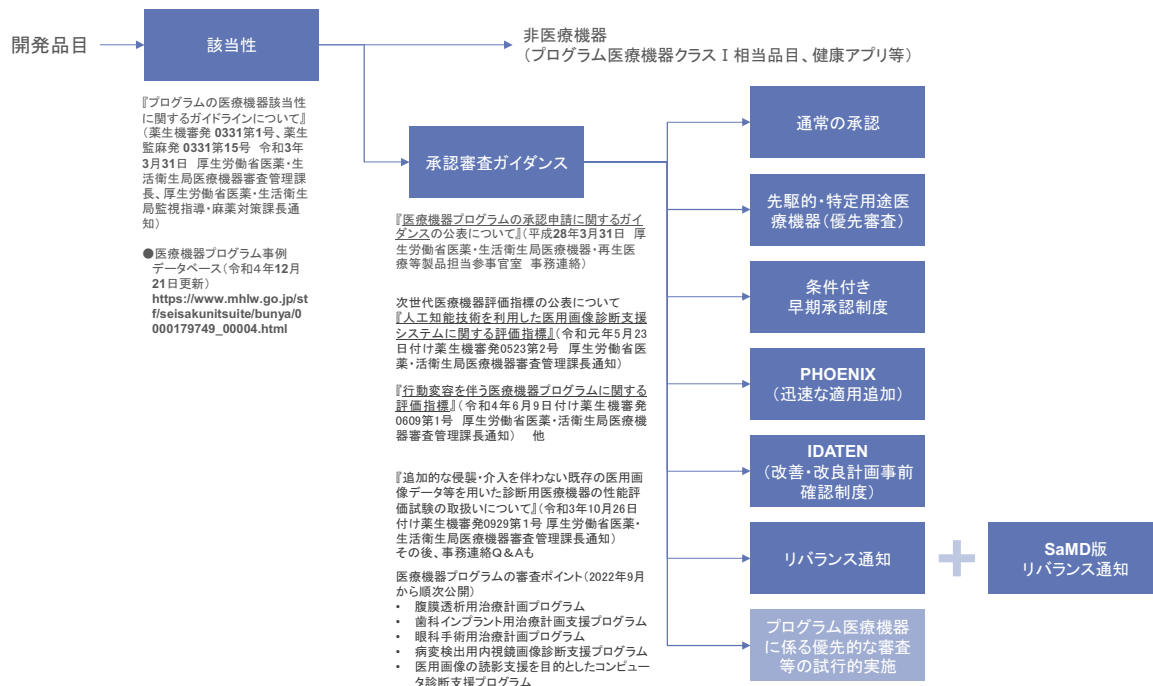 開発品目
該当性
非医療機器
（プログラム医療機器クラスⅠ相当品目、健康アプリ等）
『プログラムの医療機器該当性
に関するガイドラインについて』
（薬生機審発 0331第1号、薬生
監麻発 0331第15号 令和3年
3月31日 厚生労働省医薬・生
活衛生局医療機器審査管理課
長、厚生労働省医薬・生活衛生
局監視指導・麻薬対策課長通
知）
●医療機器プログラム事例
データベース（令和４年12月
21日更新）
https://www.mhlw.go.jp/st
f/seisakunitsuite/bunya/0
000179749_00004.html
承認審査ガイダンス
『医療機器プログラムの承認申請に関するガイ
ダンスの公表について』（平成28年3月31日 厚
生労働省医薬・生活衛生局医療機器・再生医
療等製品担当参事官室 事務連絡）
次世代医療機器評価指標の公表について
『人工知能技術を利用した医用画像診断支援
システムに関する評価指標』（令和元年5月23
日付け薬生機審発0523第2号 厚生労働省医
薬・活衛生局医療機器審査管理課長通知）
『行動変容を伴う医療機器プログラムに関する
評価指標』（令和4年6月9日付け薬生機審発
0609第1号 厚生労働省医薬・活衛生局医療機
器審査管理課長通知） 他
『追加的な侵襲・介入を伴わない既存の医用画
像データ等を用いた診断用医療機器の性能評
価試験の取扱いについて』（令和3年10月26日
付け薬生機審発0929第１号 厚生労働省医薬・
生活衛生局医療機器審査管理課長通知）
その後、事務連絡Ｑ＆Ａも
医療機器プログラムの審査ポイント（2022年9月
から順次公開）
• 腹膜透析用治療計画プログラム
• 歯科インプラント用治療計画支援プログラム
• 眼科手術用治療計画プログラム
• 病変検出用内視鏡画像診断支援プログラム
• 医用画像の読影支援を目的としたコンピュー
タ診断支援プログラム
通常の承認
先駆的・特定用途医
療機器（優先審査）
条件付き
早期承認制度
PHOENIX
（迅速な適用追加）
IDATEN
（改善・改良計画事前
確認制度）
リバランス通知
SaMD版
リバランス通知
プログラム医療機器
に係る優先的な審査
等の試行的実施